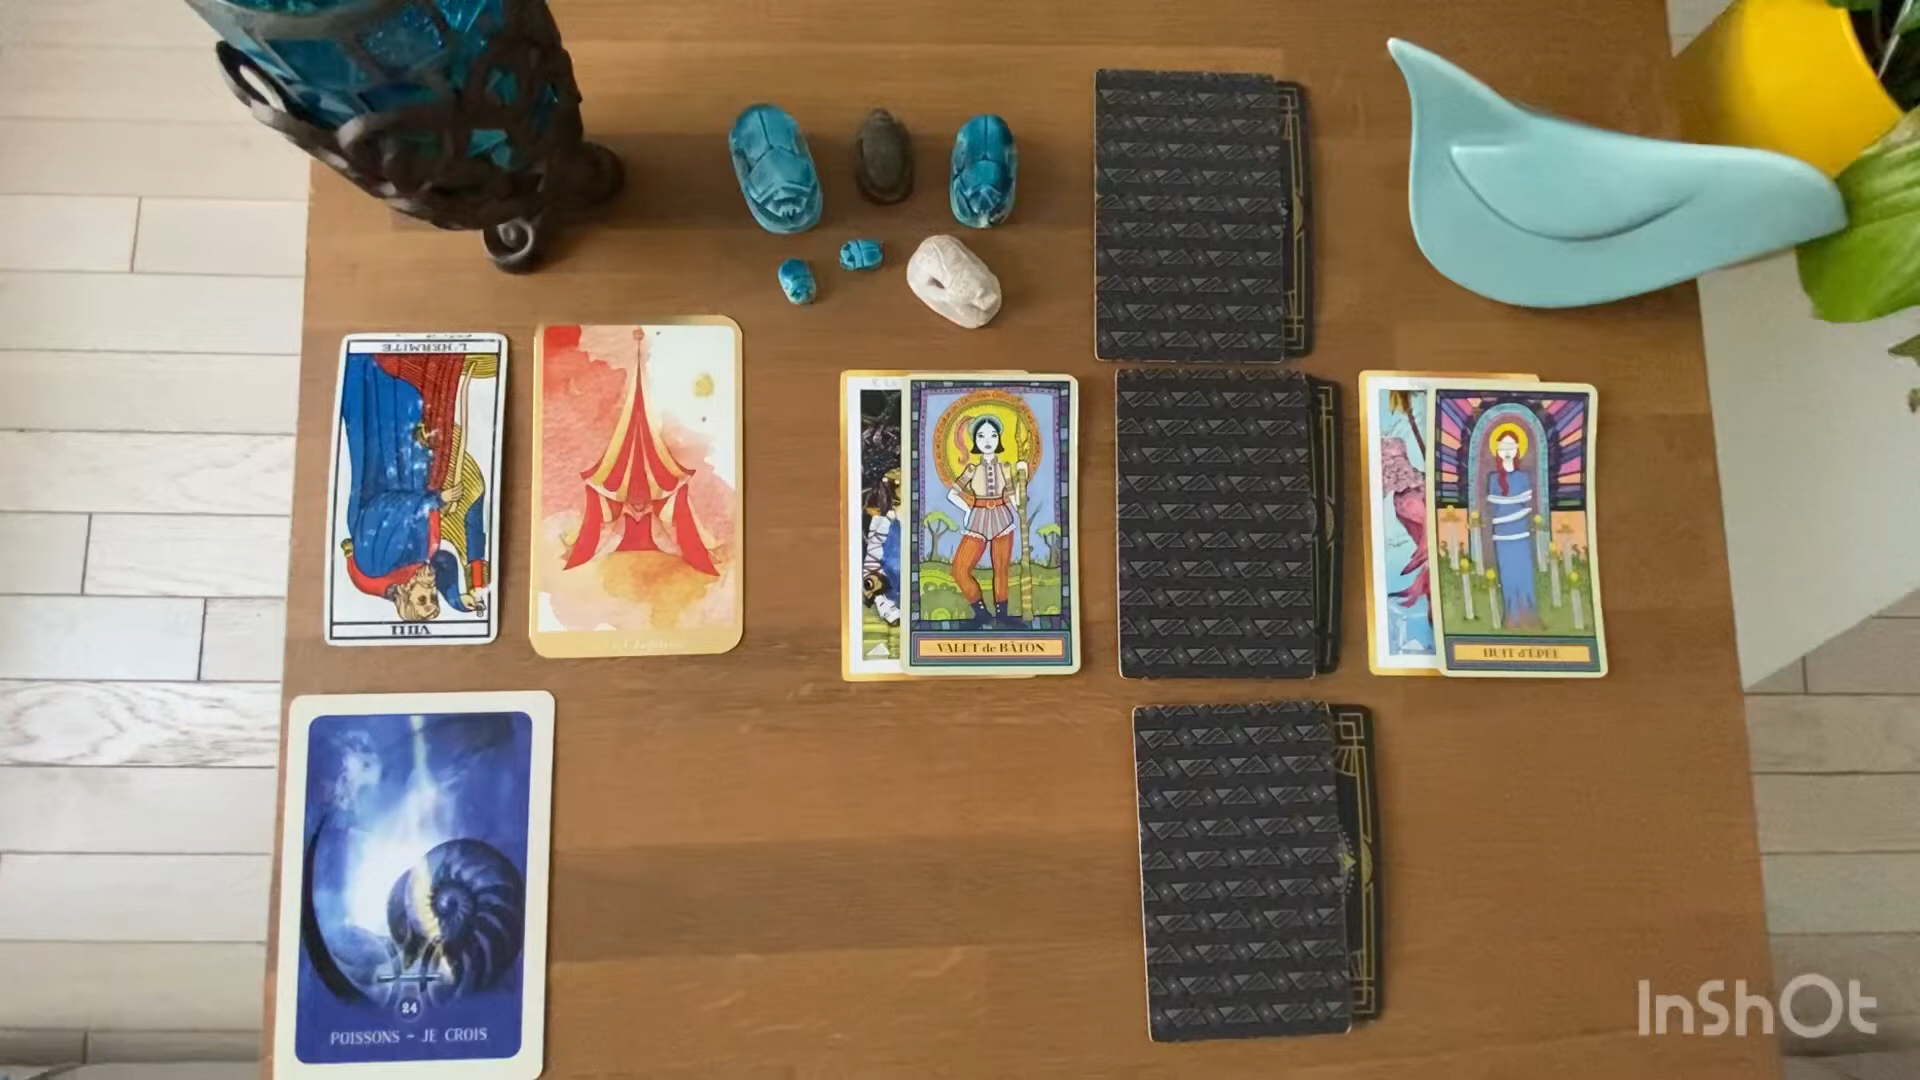 L'HERMITE
VIIII
VALET de BÂTON
HUIT d'ÉPÉE
24
POISSONS - JE CROIS
InShOt